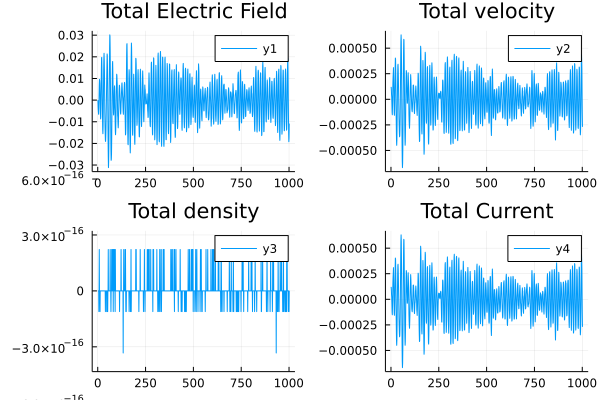 Total Electric Field
0.03
0.02
0.01
0.00
−0.01
−0.02
−0.03
y1
0 250 500 750 1000
Total velocity
0.00050
0.00025
0.00000
−0.00025
−0.00050
y2
0 250 500 750 1000
6.0×10⁻¹⁶
Total density
3.0×10⁻¹⁶
0
−3.0×10⁻¹⁶
y3
0 250 500 750 1000
Total Current
0.00050
0.00025
0.00000
−0.00025
−0.00050
y4
0 250 500 750 1000